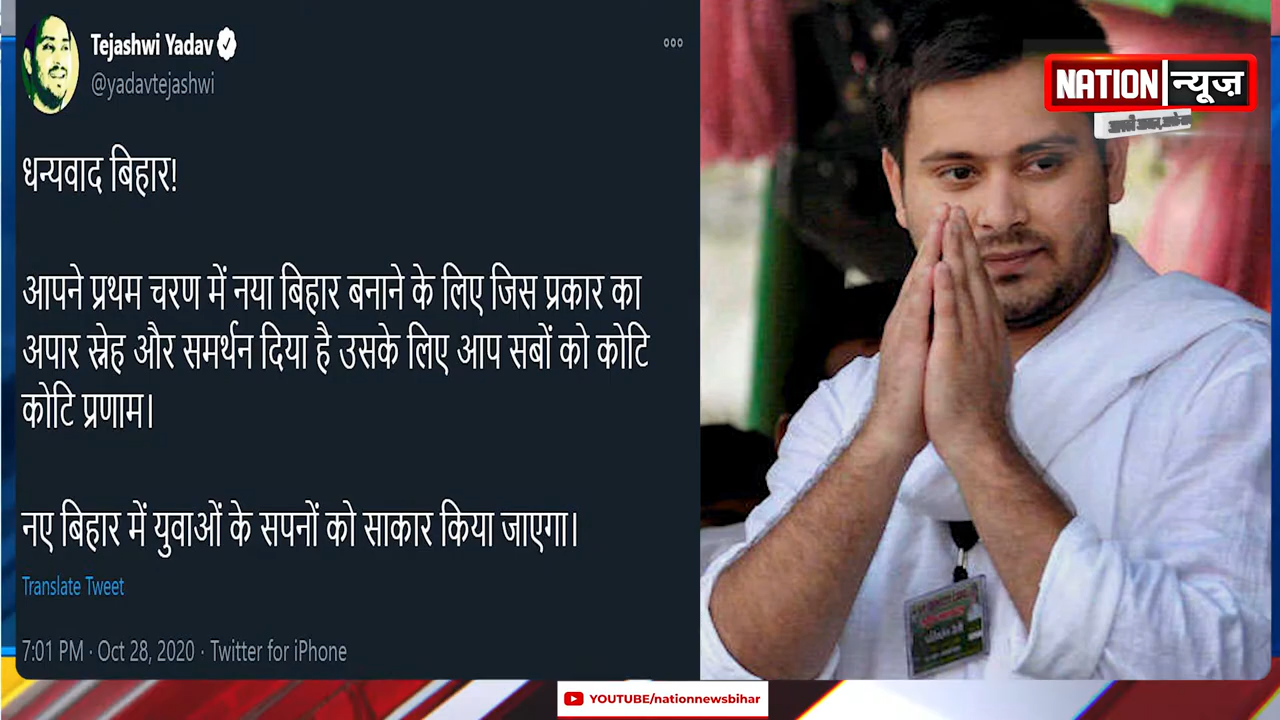 Tejashwi Yadav
@yadavtejashwi
धन्यवाद बिहार!
आपने प्रथम चरण में नया बिहार बनाने के लिए जिस प्रकार का
अपार स्नेह और समर्थन दिया है उसके लिए आप सबों को कोटि
कोटि प्रणाम।
नए बिहार में युवाओं के सपनों को साकार किया जाएगा।
Translate Tweet
7:01 PM · Oct 28, 2020 · Twitter for iPhone
NATION न्यूज़
YOUTUBE/nationnewsbihar